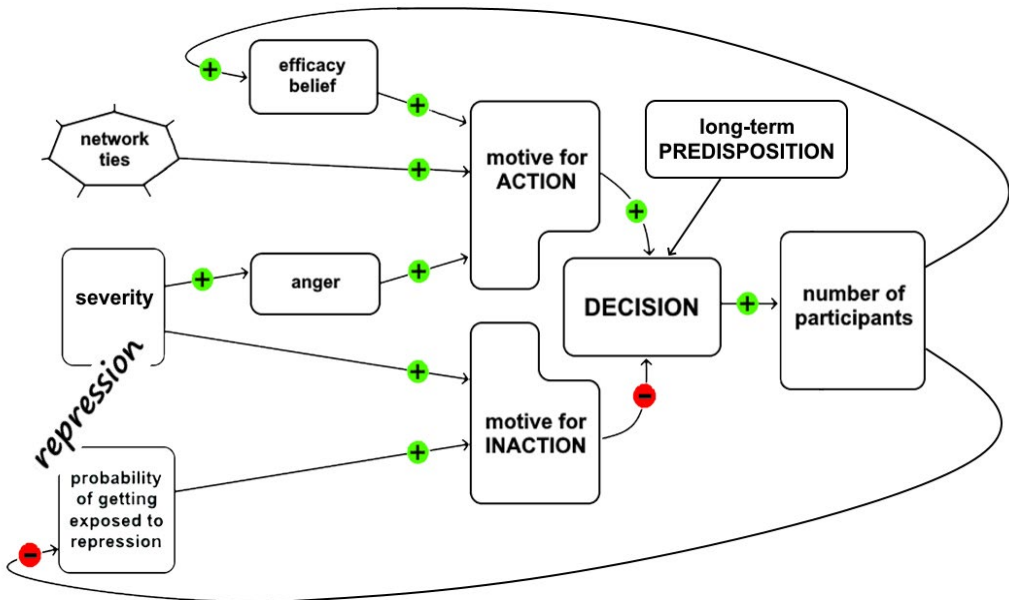 efficacy
belief
network
ties
motive for
ACTION
long-term
PREDISPOSITION
severity
anger
DECISION
number of
participants
repression
motive for
INACTION
probability
of getting
exposed to
repression
+
+
+
+
+
+
+
+
+
-
-